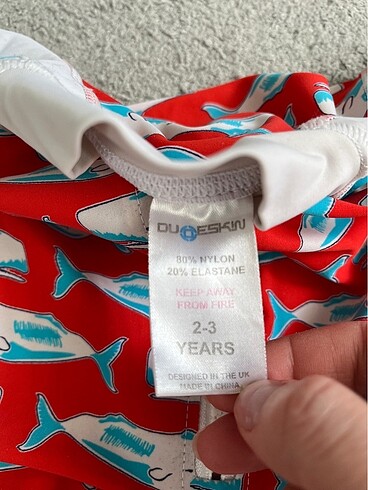 DUDESKIN
80% NYLON
20% ELASTANE
KEEP AWAY
FROM FIRE
2-3
YEARS
DESIGNED IN THE UK
MADE IN CHINA